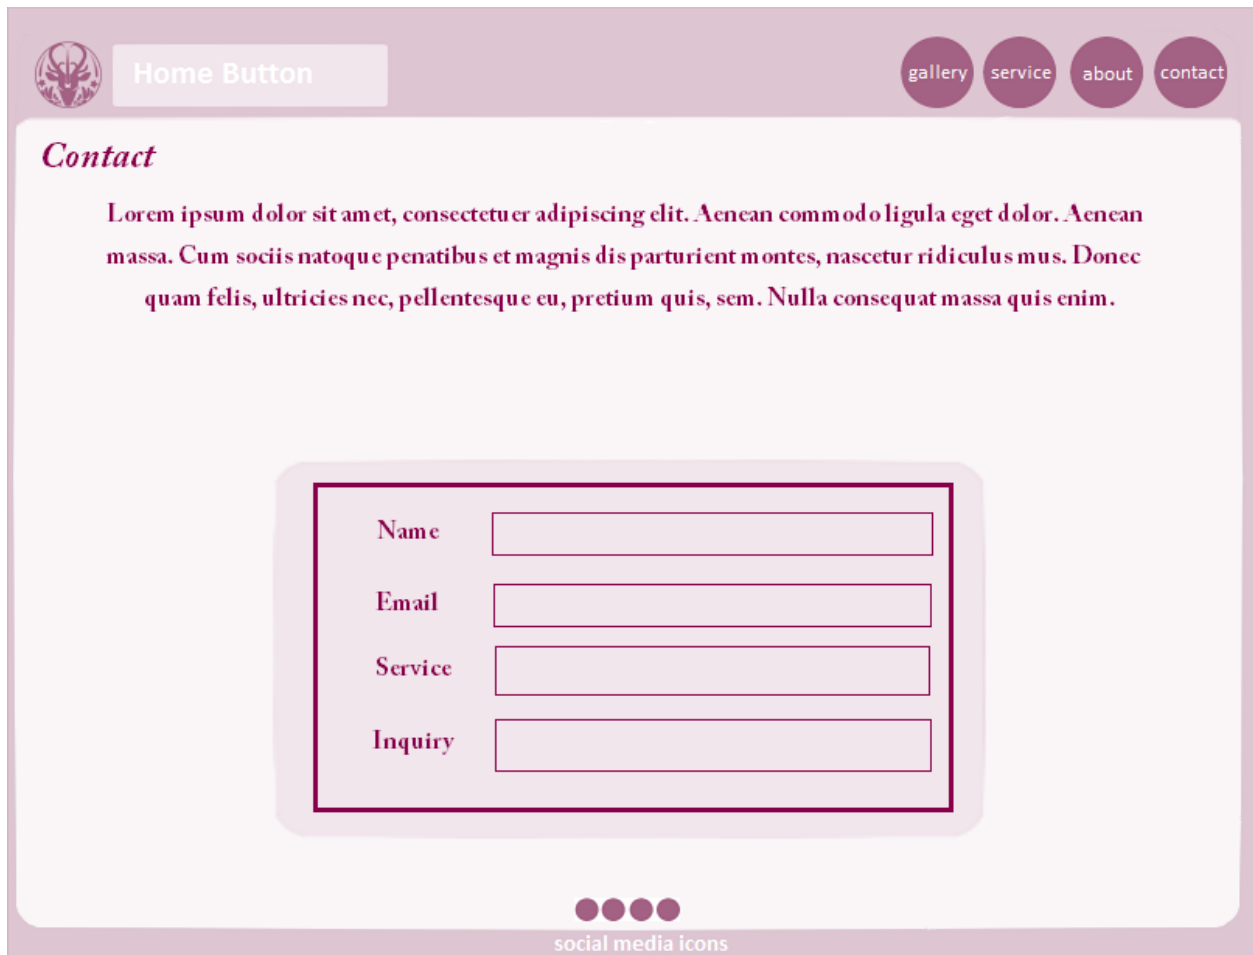 Home Button
gallery service about contact
Contact
Lorem ipsum dolor sit amet, consectetuer adipiscing elit. Aenean commodo ligula eget dolor. Aenean
massa. Cum sociis natoque penatibus et magnis dis parturient montes, nascetur ridiculus mus. Donec
quam felis, ultricies nec, pellentesque eu, pretium quis, sem. Nulla consequat massa quis enim.
Name
Email
Service
Inquiry
social media icons